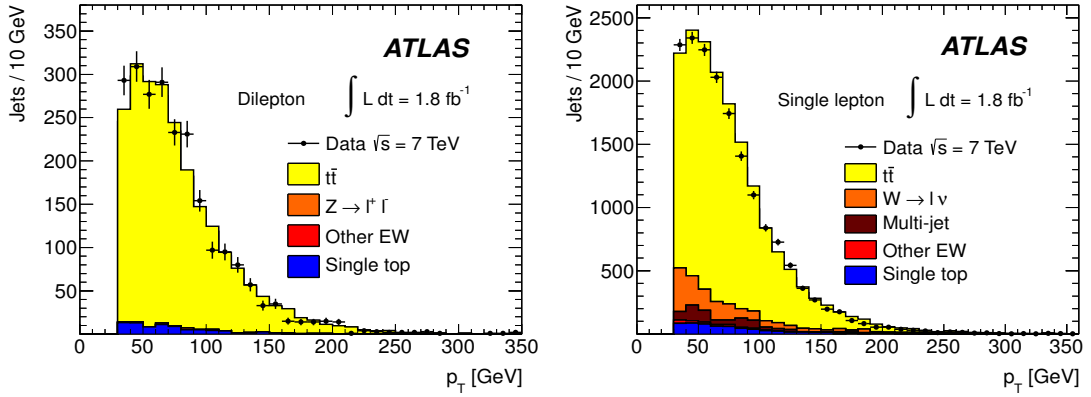 Jets / 10 GeV
300
250
200
150
100
50
0
50
100
150
200
250
300
350
p_T [GeV]
ATLAS
Dilepton ∫ L dt = 1.8 fb⁻¹
Data √s = 7 TeV
tt̄
Z → l⁺ l⁻
Other EW
Single top
Jets / 10 GeV
2500
2000
1500
1000
500
0
50
100
150
200
250
300
350
p_T [GeV]
ATLAS
Single lepton ∫ L dt = 1.8 fb⁻¹
Data √s = 7 TeV
tt̄
W → l ν
Multi-jet
Other EW
Single top